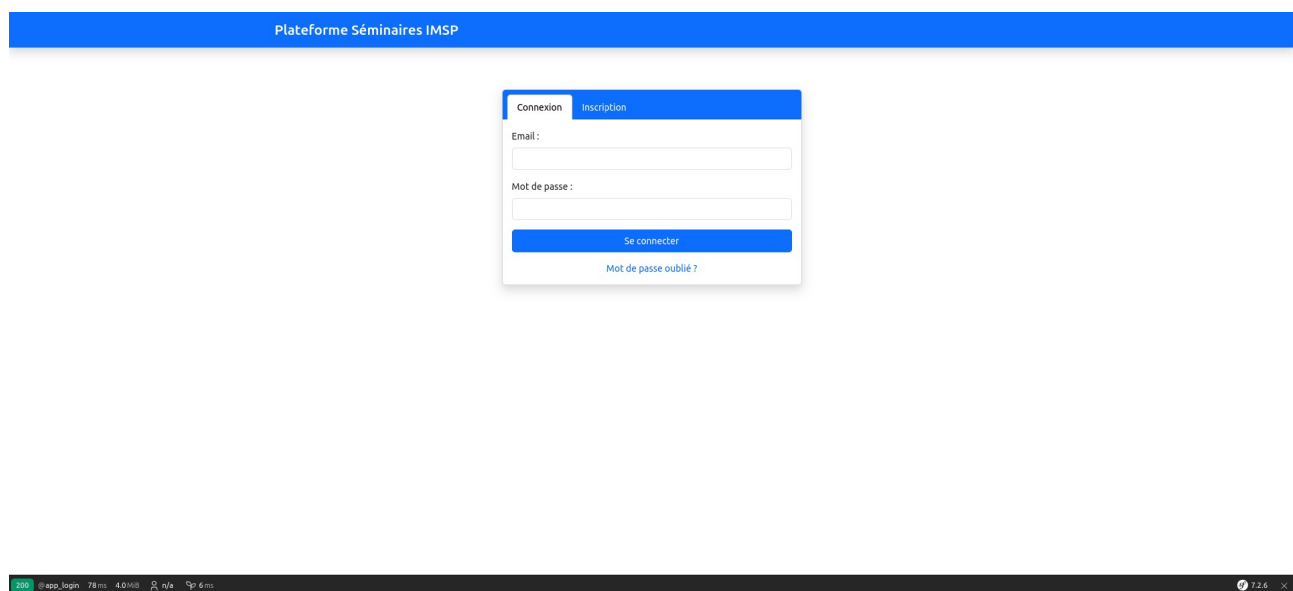 Plateforme Séminaires IMSP
Connexion Inscription
Email :
Mot de passe :
Se connecter
Mot de passe oublié ?
200 @app_login 78 ms 4.0 MiB n/a 6 ms 7.2.6